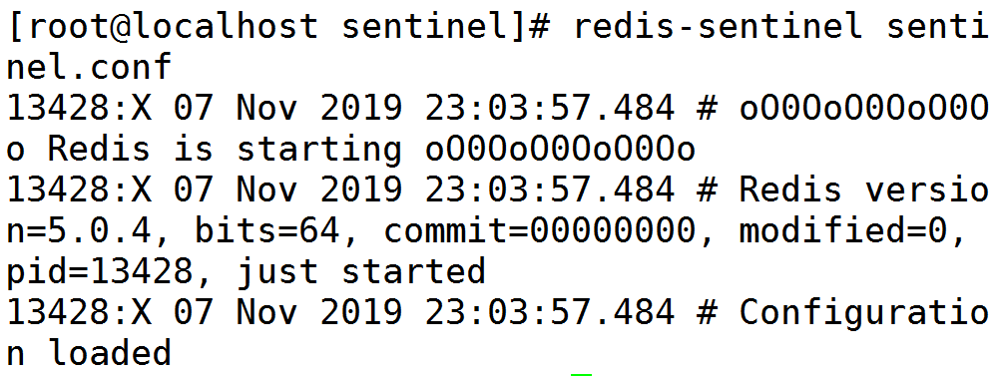 [root@localhost sentinel]# redis-sentinel senti
nel.conf
13428:X 07 Nov 2019 23:03:57.484 # oO0OoO0OoO0O
o Redis is starting oO0OoO0OoO0Oo
13428:X 07 Nov 2019 23:03:57.484 # Redis versio
n=5.0.4, bits=64, commit=00000000, modified=0,
pid=13428, just started
13428:X 07 Nov 2019 23:03:57.484 # Configuratio
n loaded